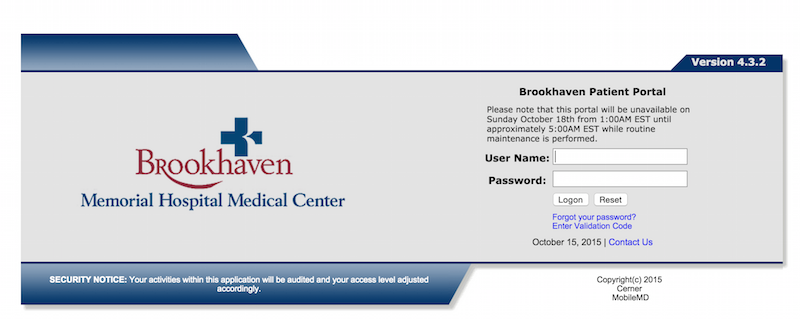 Version 4.3.2
Brookhaven Patient Portal
Please note that this portal will be unavailable on
Sunday October 18th from 1:00AM EST until
approximately 5:00AM EST while routine
maintenance is performed.
User Name:
Password:
Logon Reset
Forgot your password?
Enter Validation Code
October 15, 2015 | Contact Us
Brookhaven
Memorial Hospital Medical Center
SECURITY NOTICE: Your activities within this application will be audited and your access level adjusted
accordingly.
Copyright(c) 2015
Cerner
MobileMD